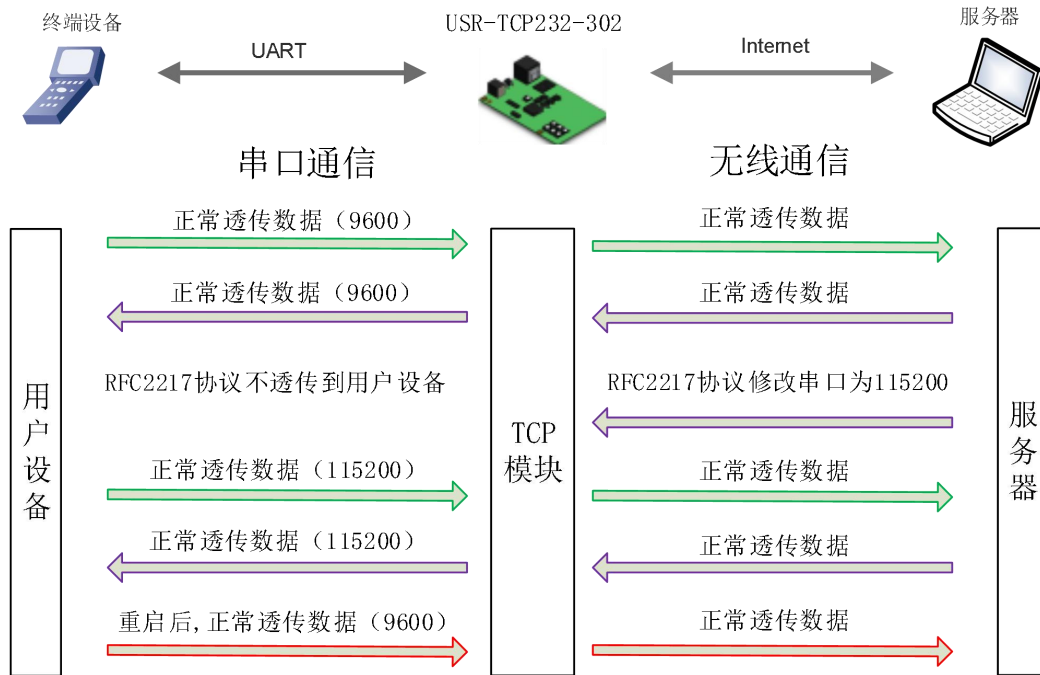 终端设备
USR-TCP232-302
服务器
UART
Internet
串口通信
无线通信
正常透传数据（9600）
正常透传数据
正常透传数据（9600）
正常透传数据
RFC2217协议不透传到用户设备
RFC2217协议修改串口为115200
用户设备
TCP
模块
服务器
正常透传数据（115200）
正常透传数据
正常透传数据（115200）
正常透传数据
重启后,正常透传数据（9600）
正常透传数据